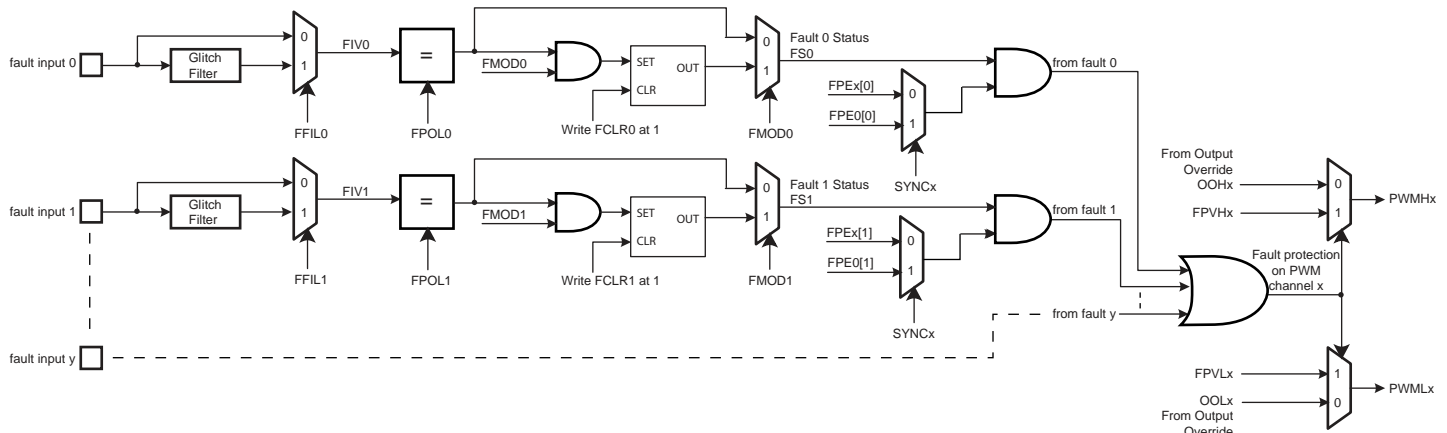 fault input 0
Glitch
Filter
0
1
FFIL0
FIV0
=
FPOL0
FMOD0
SET
OUT
CLR
Write FCLR0 at 1
0
1
FMOD0
Fault 0 Status
FS0
FPEx[0]
FPE0[0]
0
1
SYNCx
from fault 0
fault input 1
Glitch
Filter
0
1
FFIL1
FIV1
=
FPOL1
FMOD1
SET
OUT
CLR
Write FCLR1 at 1
0
1
FMOD1
Fault 1 Status
FS1
FPEx[1]
FPE0[1]
0
1
SYNCx
from fault 1
fault input y
from fault y
Fault protection
on PWM
channel x
From Output
Override
OOHx
FPVHx
0
1
PWMHx
FPVLx
OOLx
From Output
Override
1
0
PWMLx